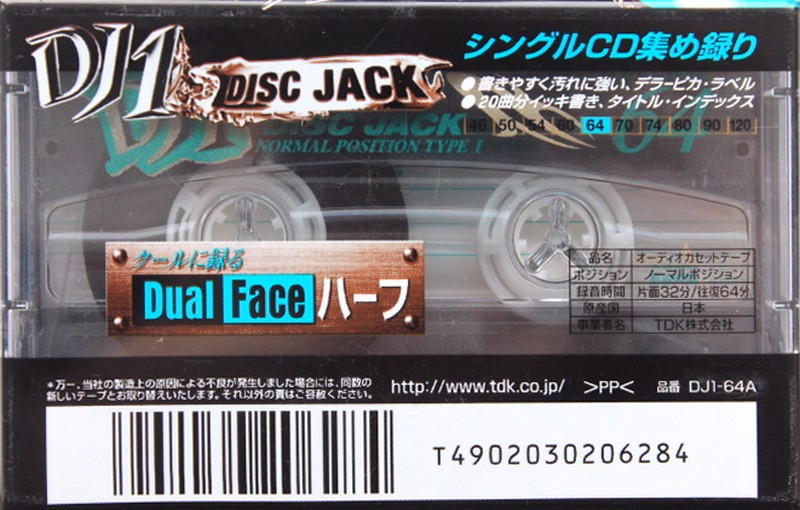 DJ1 DISC JACK
シングルCD集め録り
● 書きやすく汚れに強い、デラーピカ・ラベル
● 20曲分イッキ書き、タイトル・インデックス
46 50 54 60 64 70 74 80 90 120
DJ1 DISC JACK 64
NORMAL POSITION TYPE I
クールに録る
Dual Face ハーフ
品名 オーディオカセットテープ
ポジション ノーマルポジション
録音時間 片面32分/往復64分
原産国 日本
事業者名 TDK株式会社
*万一、当社の製造上の原因による不良が発生しました場合には、同数の
新しいテープとお取り替えいたします。それ以外の責はご容赦ください。
http://www.tdk.co.jp/ >PP< 品番 DJ1-64A
T4902030206284